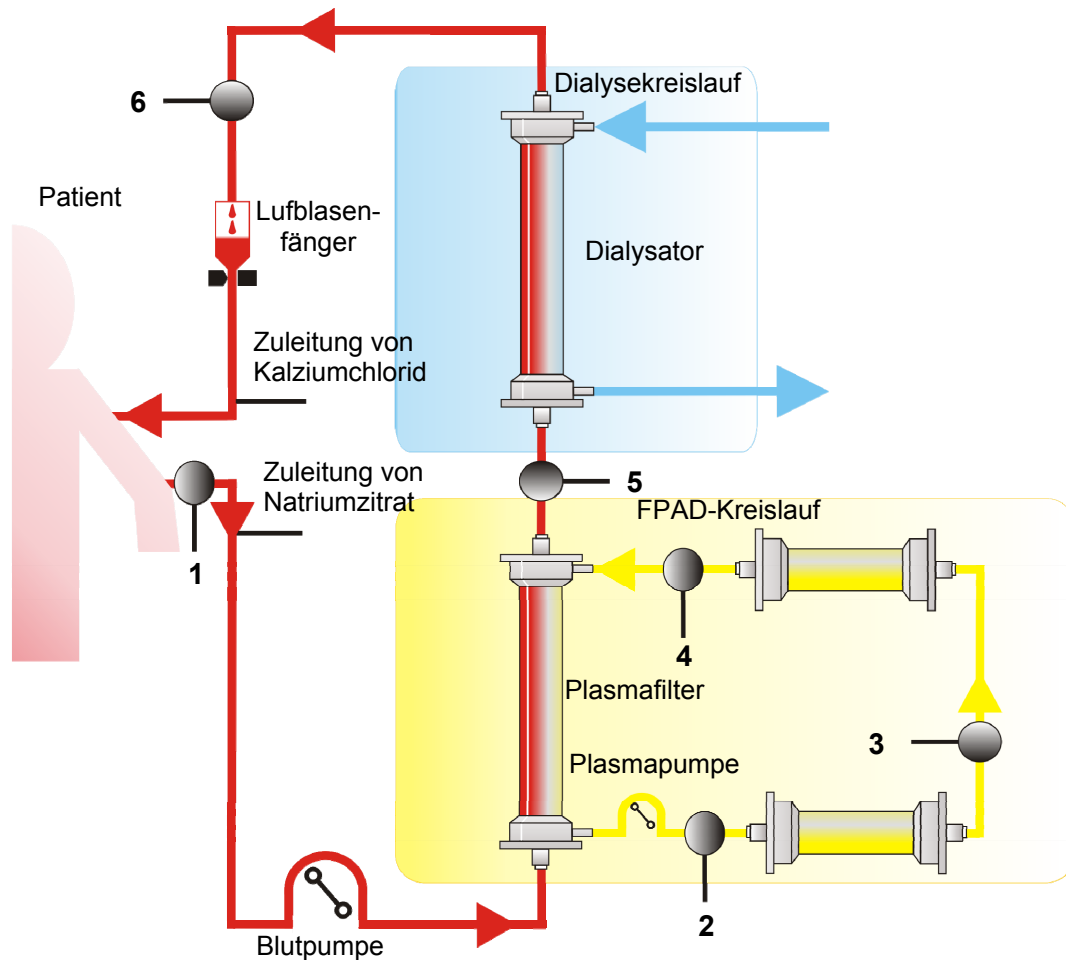 Dialysekreislauf
6
Patient
Lufblasen-
fänger
Dialysator
Zuleitung von
Kalziumchlorid
Zuleitung von
Natriumzitrat
5
FPAD-Kreislauf
1
4
Plasmafilter
3
Plasmapumpe
2
Blutpumpe